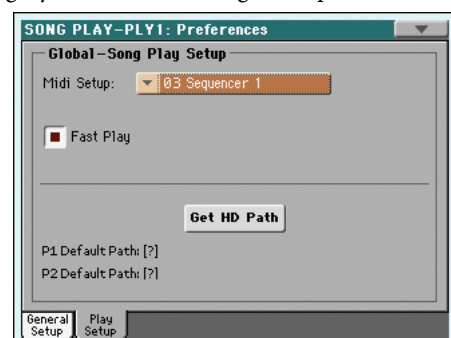 SONG PLAY-PLY1: Preferences
Global-Song Play Setup
Midi Setup: 03 Sequencer 1
Fast Play
Get HD Path
P1 Default Path: [?]
P2 Default Path: [?]
General Setup
Play Setup